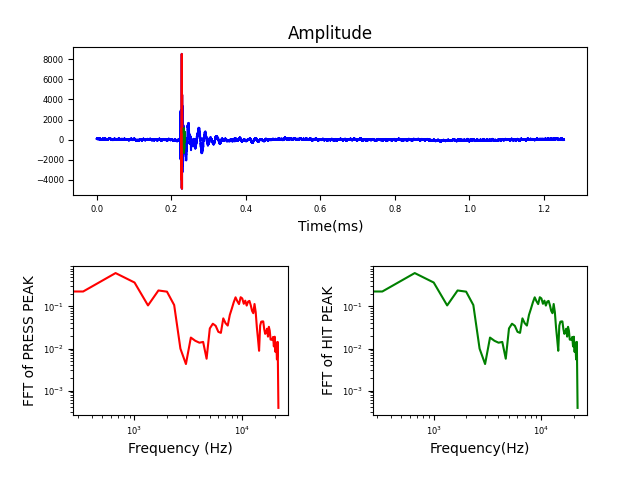 Amplitude
8000
6000
4000
2000
0
−2000
−4000
0.0 0.2 0.4 0.6 0.8 1.0 1.2
Time(ms)
FFT of PRESS PEAK
10⁻¹
10⁻²
10⁻³
10³ 10⁴
Frequency (Hz)
FFT of HIT PEAK
10⁻¹
10⁻²
10⁻³
10³ 10⁴
Frequency(Hz)